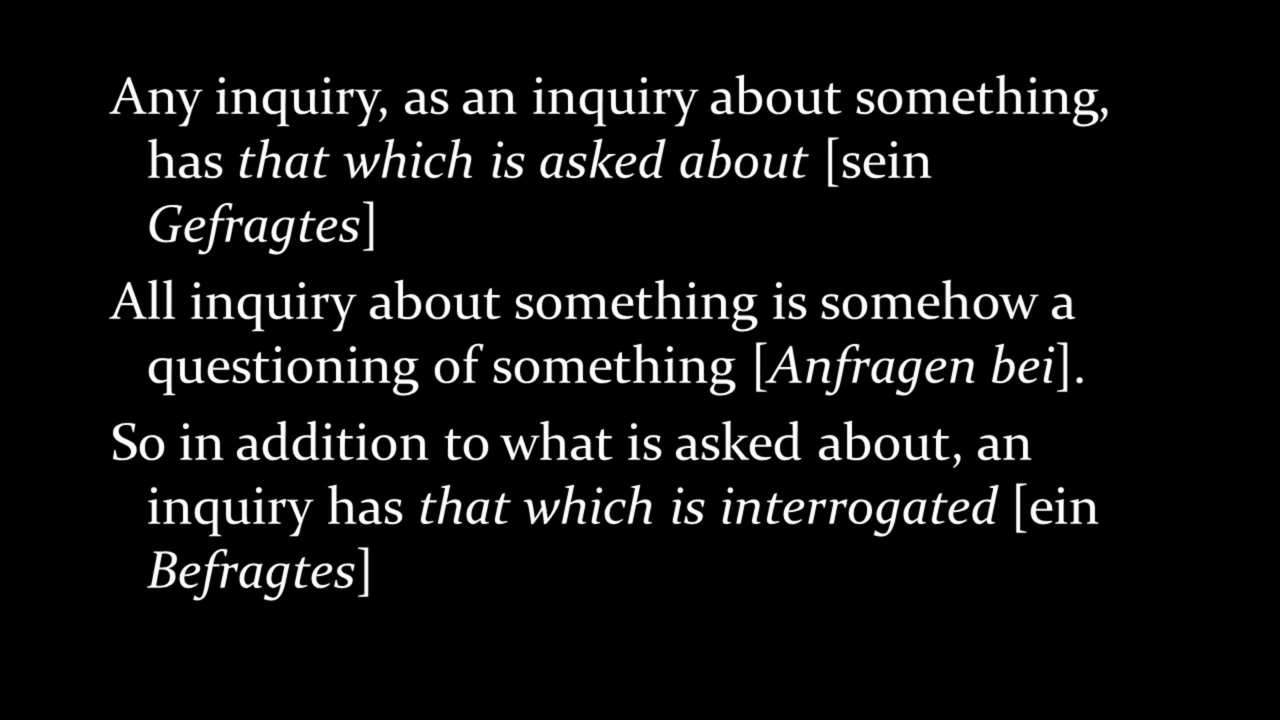 Any inquiry, as an inquiry about something,
has that which is asked about [sein
Gefragtes]
All inquiry about something is somehow a
questioning of something [Anfragen bei].
So in addition to what is asked about, an
inquiry has that which is interrogated [ein
Befragtes]